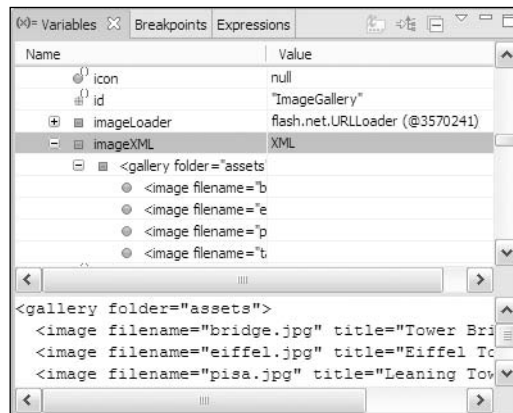 (x)= Variables Breakpoints Expressions
Name Value
icon null
id "ImageGallery"
imageLoader flash.net.URLLoader (@3570241)
imageXML XML
<gallery folder="assets'
<image filename="b
<image filename="e
<image filename="p
<image filename="t
<gallery folder="assets">
<image filename="bridge.jpg" title="Tower Bri
<image filename="eiffel.jpg" title="Eiffel To
<image filename="pisa.jpg" title="Leaning Tow